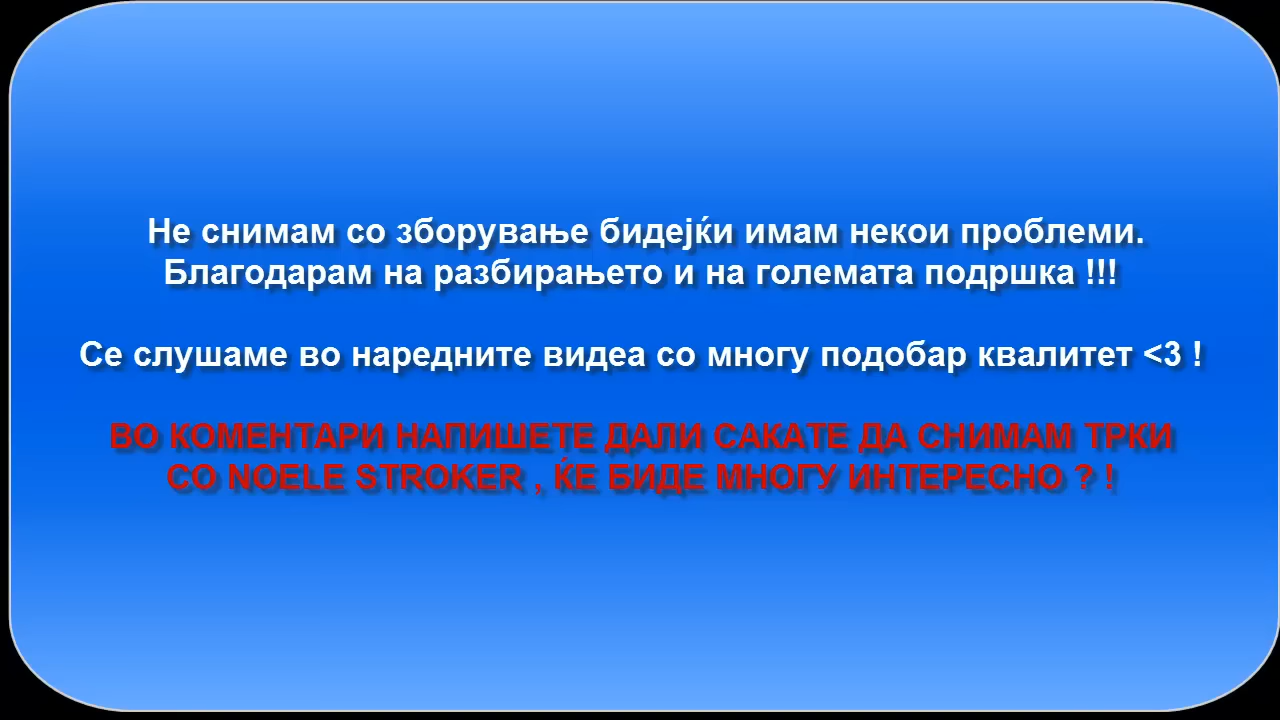 Не снимам со зборување бидејќи имам некои проблеми.
Благодарам на разбирањето и на големата подршка !!!
Се слушаме во наредните видеа со многу подобар квалитет <3 !
ВО КОМЕНТАРИ НАПИШЕТЕ ДАЛИ САКАТЕ ДА СНИМАМ ТРКИ
СО NOELE STROKER , ЌЕ БИДЕ МНОГУ ИНТЕРЕСНО ? !